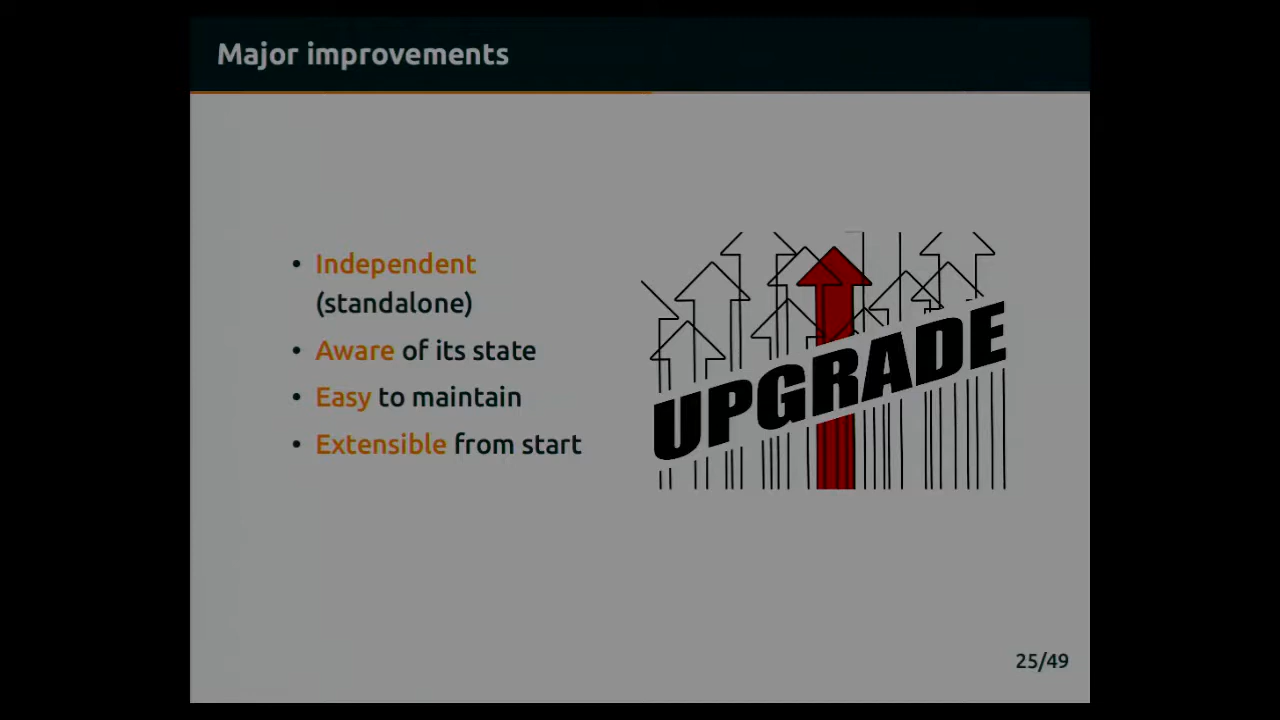 Major improvements
• Independent
(standalone)
• Aware of its state
• Easy to maintain
• Extensible from start
UPGRADE
25/49